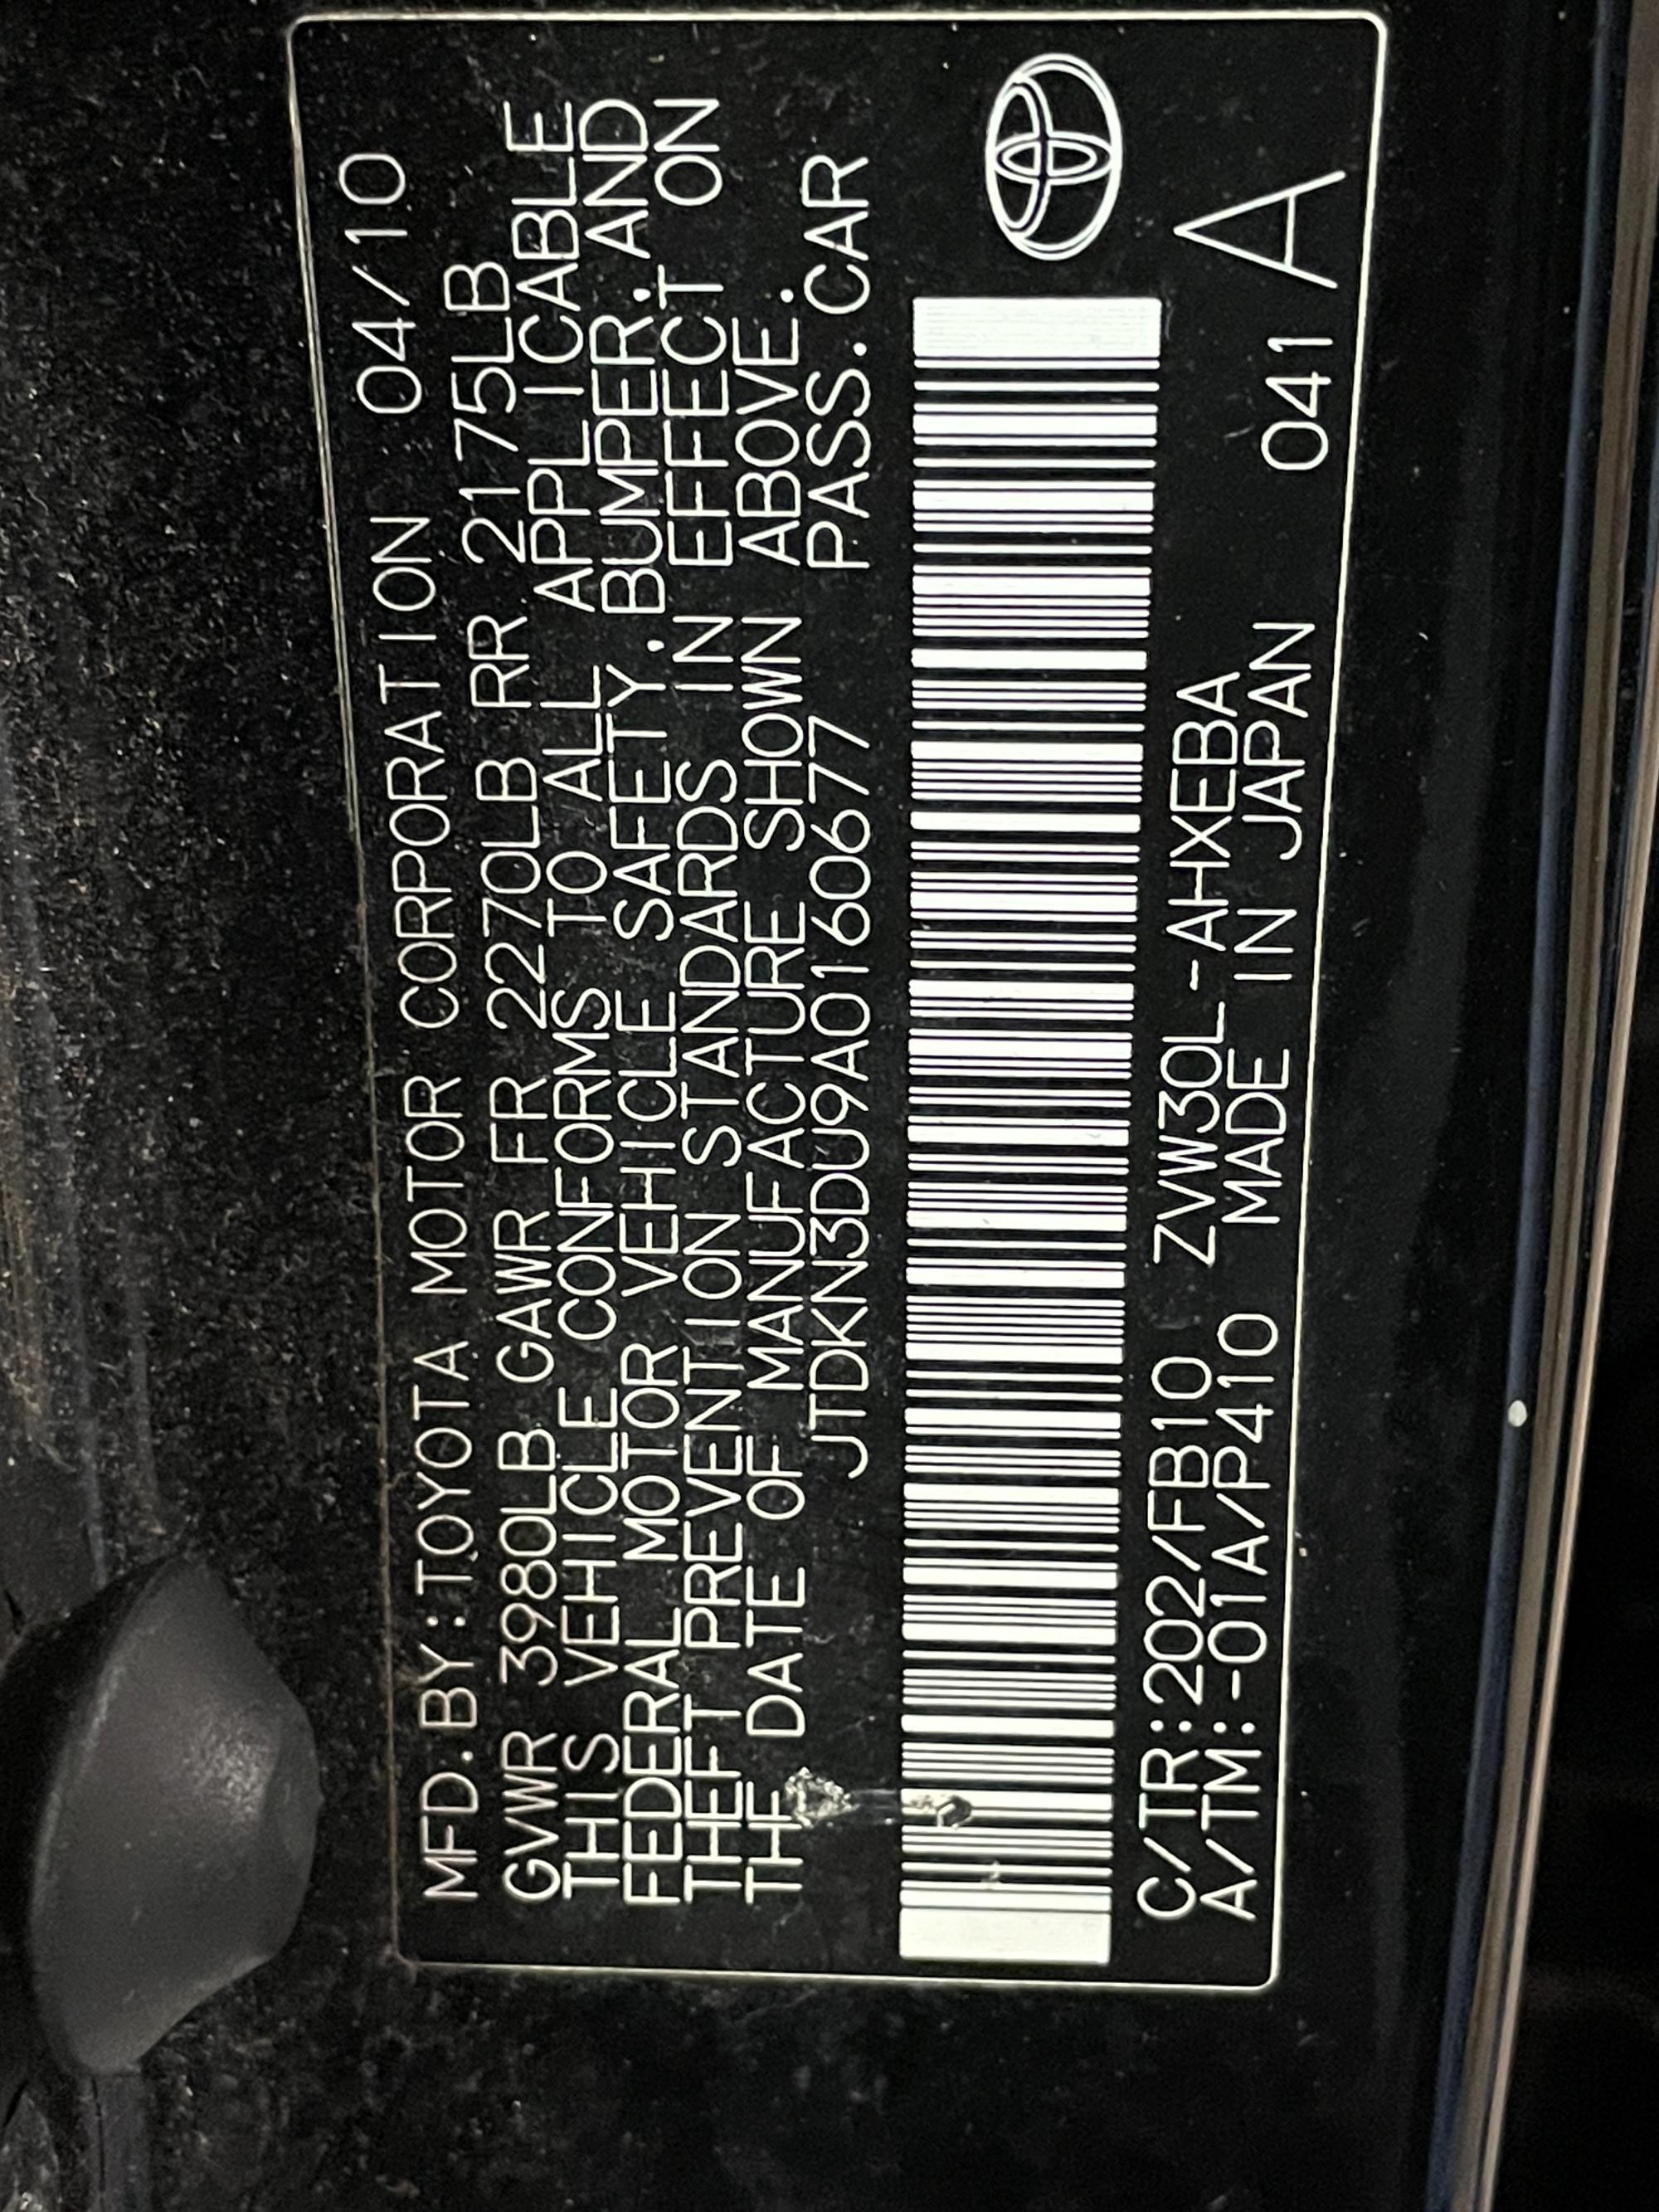 MFD.BY:TOYOTA MOTOR CORPORATION 04/10
GVWR 3980LB GAWR FR 2270LB RR 2175LB
THIS VEHICLE CONFORMS TO ALL APPLICABLE
FEDERAL MOTOR VEHICLE SAFETY.BUMPER.AND
THEFT PREVENTION STANDARDS IN EFFECT ON
THE DATE OF MANUFACTURE SHOWN ABOVE.
JTDKN3DU9A0160677 PASS.CAR
C/TR:202/FB10 ZVW30L-AHXEBA
A/TM:-01A/P410 MADE IN JAPAN 041 A